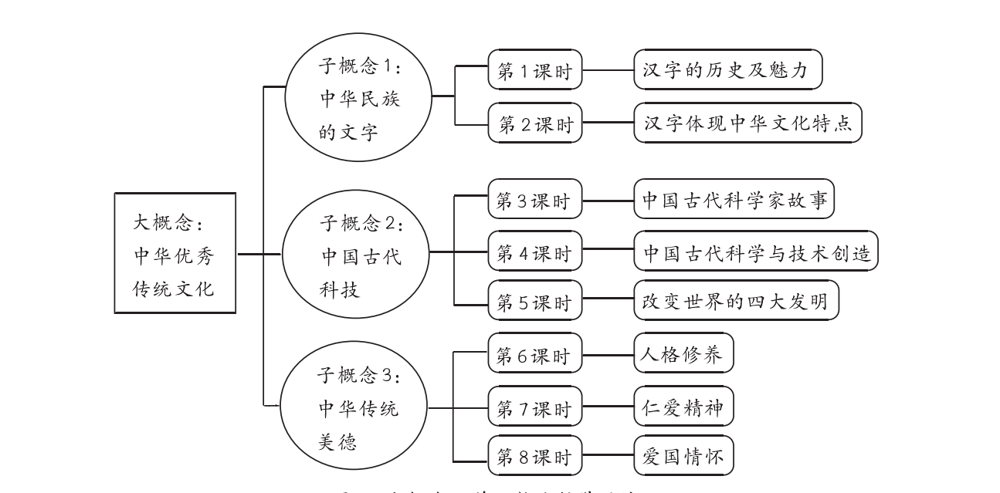 大概念：
中华优秀
传统文化
子概念1：
中华民族
的文字
第1课时
汉字的历史及魅力
第2课时
汉字体现中华文化特点
子概念2：
中国古代
科技
第3课时
中国古代科学家故事
第4课时
中国古代科学与技术创造
第5课时
改变世界的四大发明
子概念3：
中华传统
美德
第6课时
人格修养
第7课时
仁爱精神
第8课时
爱国情怀